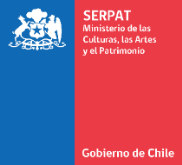 SERPAT
Ministerio de las
Culturas, las Artes
y el Patrimonio
Gobierno de Chile